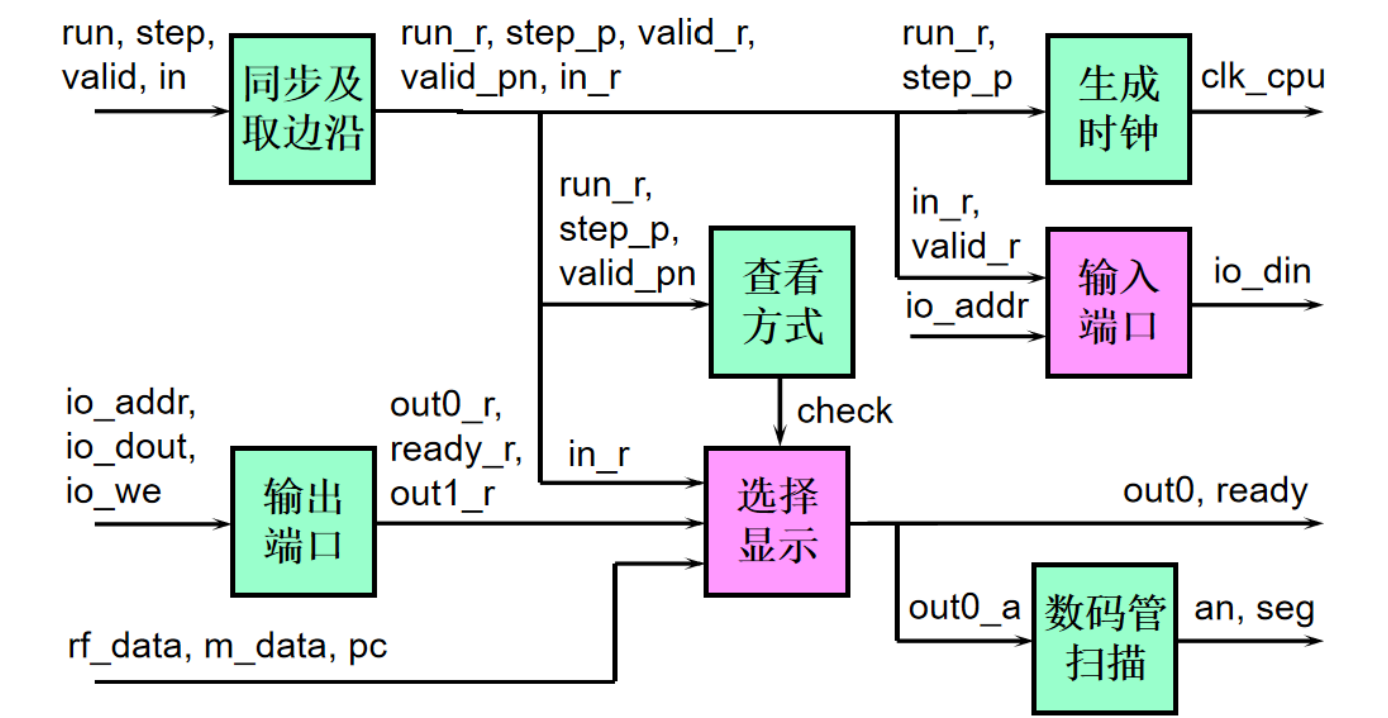 run, step,
valid, in
同步及
取边沿
run_r, step_p, valid_r,
valid_pn, in_r
run_r,
step_p
生成
时钟
clk_cpu
run_r,
step_p,
valid_pn
查看
方式
in_r,
valid_r
io_addr
输入
端口
io_din
check
io_addr,
io_dout,
io_we
输出
端口
out0_r,
ready_r,
out1_r
in_r
选择
显示
out0, ready
out0_a
数码管
扫描
an, seg
rf_data, m_data, pc